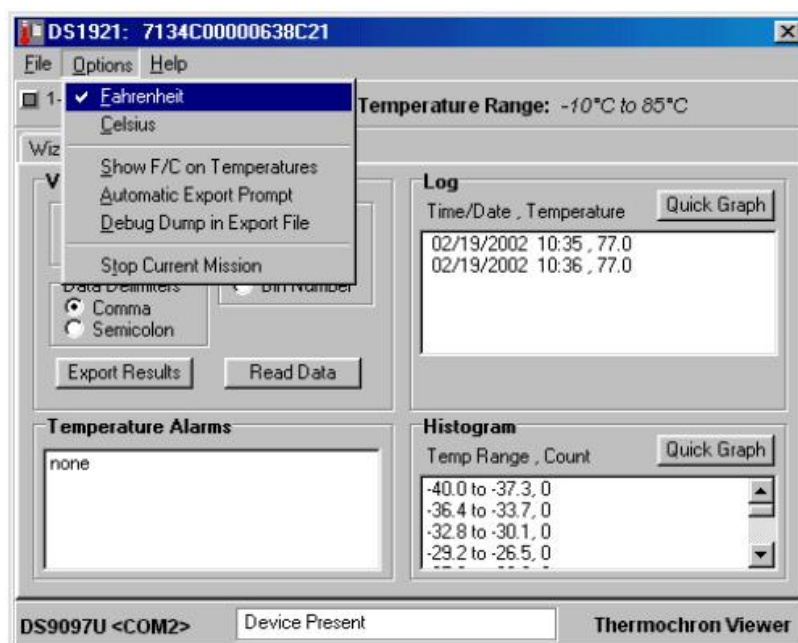 DS1921: 7134C00000638C21
File Options Help
1-
Temperature Range: -10°C to 85°C
Fahrenheit
Celsius
Show F/C on Temperatures
Automatic Export Prompt
Debug Dump in Export File
Stop Current Mission
Wiz
V
Data Delimiters
Comma
Semicolon
Bin Number
Export Results Read Data
Log
Time/Date , Temperature Quick Graph
02/19/2002 10:35 , 77.0
02/19/2002 10:36 , 77.0
Temperature Alarms
none
Histogram
Temp Range , Count Quick Graph
-40.0 to -37.3, 0
-36.4 to -33.7, 0
-32.8 to -30.1, 0
-29.2 to -26.5, 0
DS9097U <COM2> Device Present Thermochron Viewer